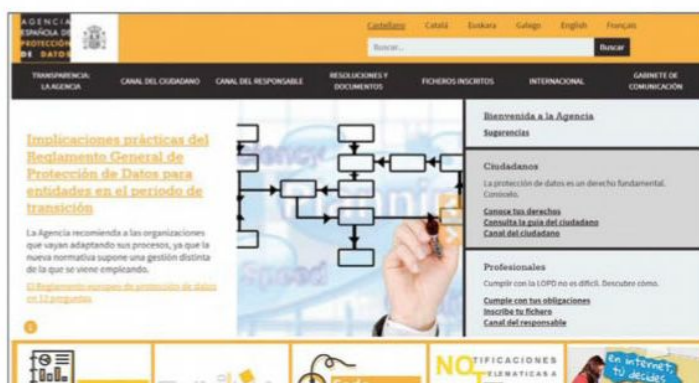 AGENCIA
ESPAÑOLA DE
PROTECCIÓN
DE DATOS
Castellano Català Euskara Galego English Français
Buscar... Buscar
TRANSPARENCIA:
LA AGENCIA
CANAL DEL CIUDADANO
CANAL DEL RESPONSABLE
RESOLUCIONES Y
DOCUMENTOS
FICHEROS INSCRITOS
INTERNACIONAL
GABINETE DE
COMUNICACIÓN
Implicaciones prácticas del
Reglamento General de
Protección de Datos para
entidades en el periodo de
transición
La Agencia recomienda a las organizaciones
que vayan adaptando sus procesos, ya que la
nueva normativa supone una gestión distinta
de la que se viene empleando.
El Reglamento europeo de protección de datos
en 12 preguntas
Speed
Bienvenida a la Agencia
Sugerencias
Ciudadanos
La protección de datos es un derecho fundamental.
Conócelo.
Conoce tus derechos
Consulta la guía del ciudadano
Canal del ciudadano
Profesionales
Cumplir con la LOPD no es difícil. Descubre cómo.
Cumple con tus obligaciones
Inscribe tu fichero
Canal del responsable
NOTIFICACIONES
TELEMATICAS A
en internet,
tú decides